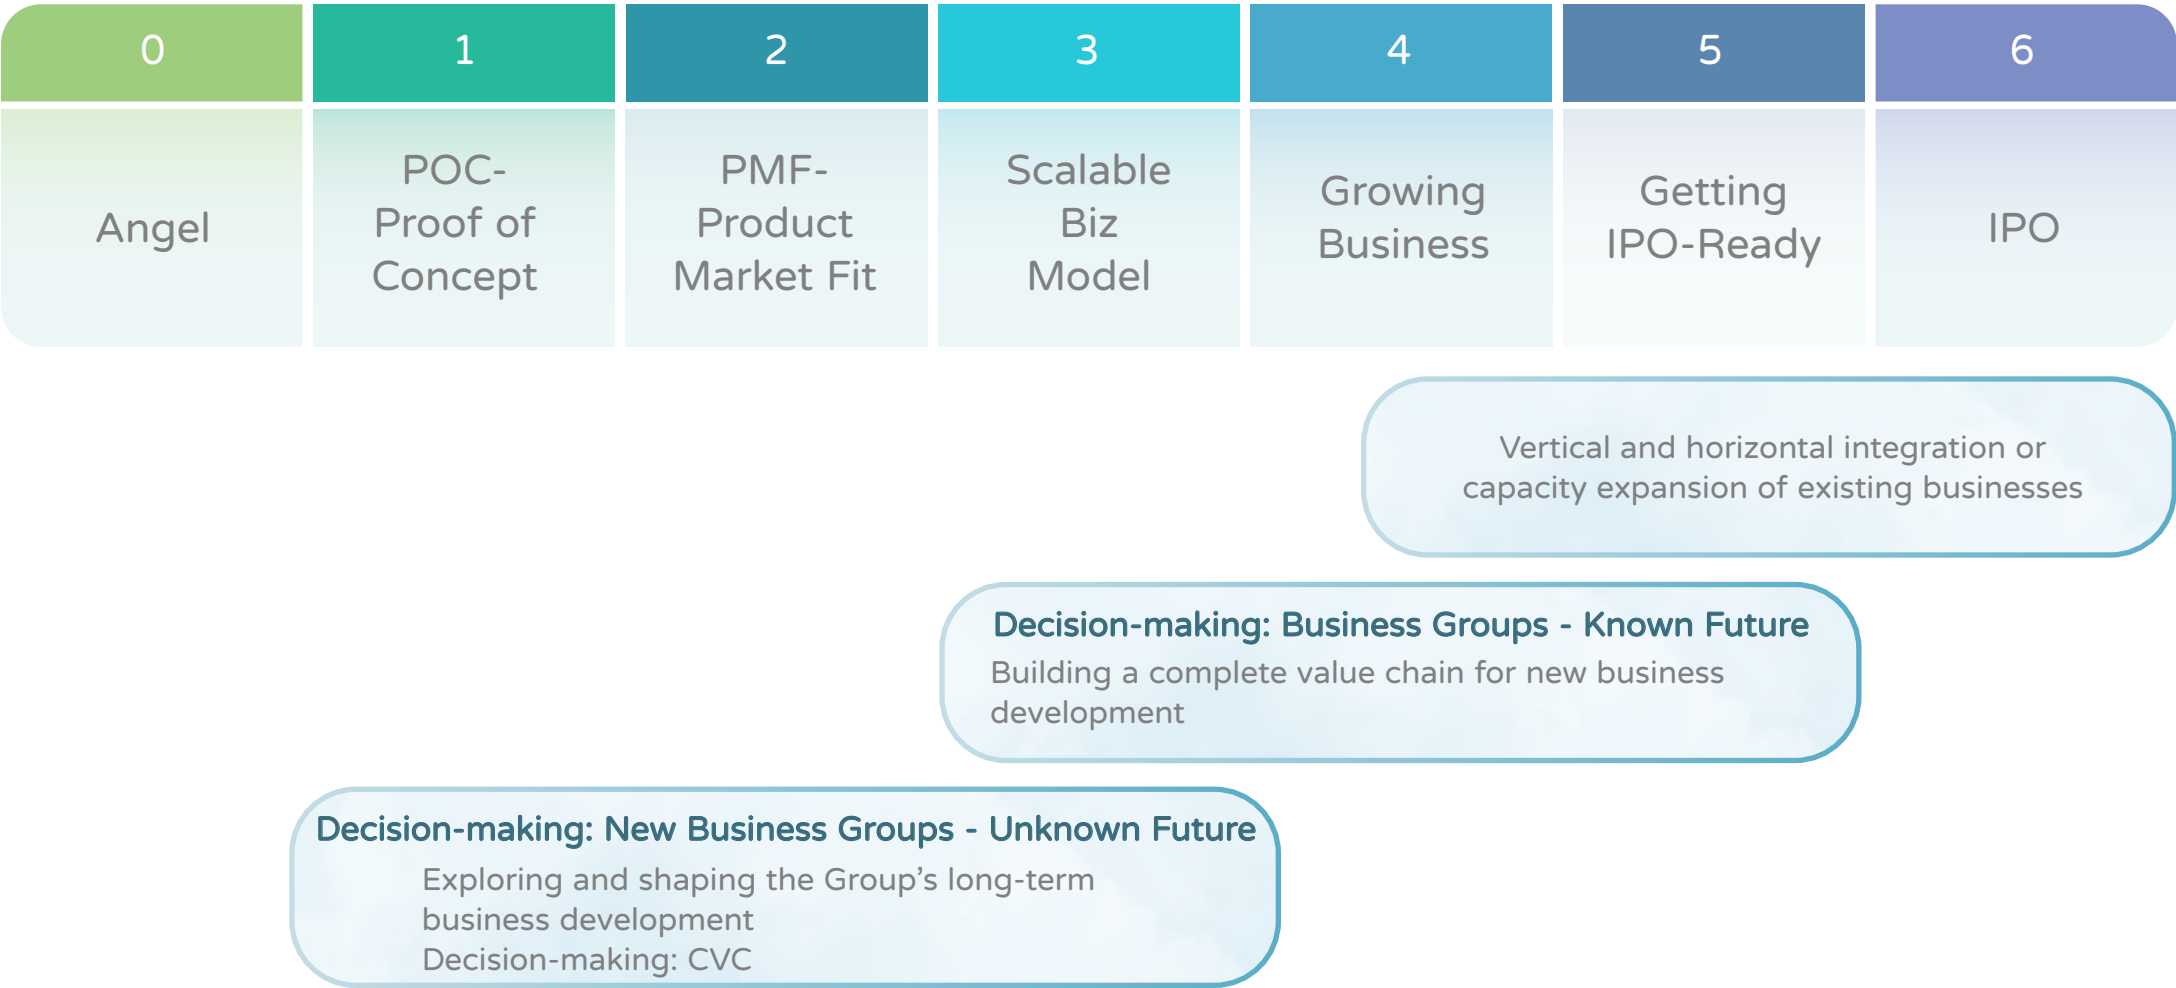 0
1
2
3
4
5
6
Angel
POC-
Proof of
Concept
PMF-
Product
Market Fit
Scalable
Biz
Model
Growing
Business
Getting
IPO-Ready
IPO
Vertical and horizontal integration or
capacity expansion of existing businesses
Decision-making: Business Groups - Known Future
Building a complete value chain for new business
development
Decision-making: New Business Groups - Unknown Future
Exploring and shaping the Group’s long-term
business development
Decision-making: CVC